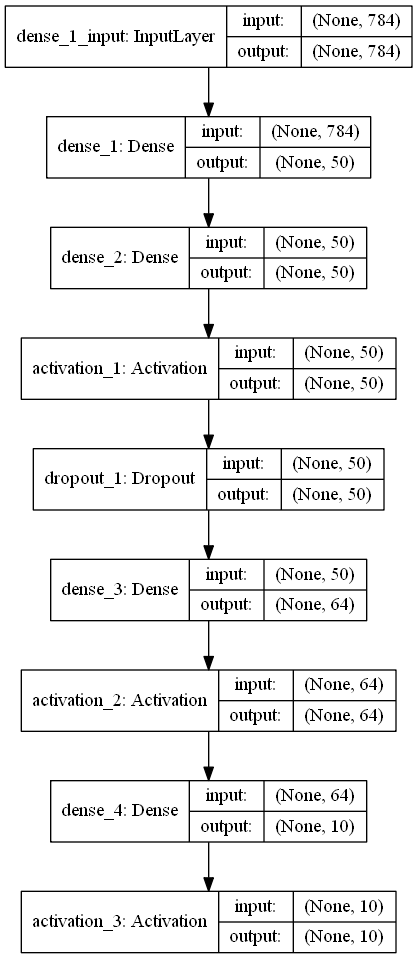 dense_1_input: InputLayer
input: (None, 784)
output: (None, 784)
dense_1: Dense
input: (None, 784)
output: (None, 50)
dense_2: Dense
input: (None, 50)
output: (None, 50)
activation_1: Activation
input: (None, 50)
output: (None, 50)
dropout_1: Dropout
input: (None, 50)
output: (None, 50)
dense_3: Dense
input: (None, 50)
output: (None, 64)
activation_2: Activation
input: (None, 64)
output: (None, 64)
dense_4: Dense
input: (None, 64)
output: (None, 10)
activation_3: Activation
input: (None, 10)
output: (None, 10)